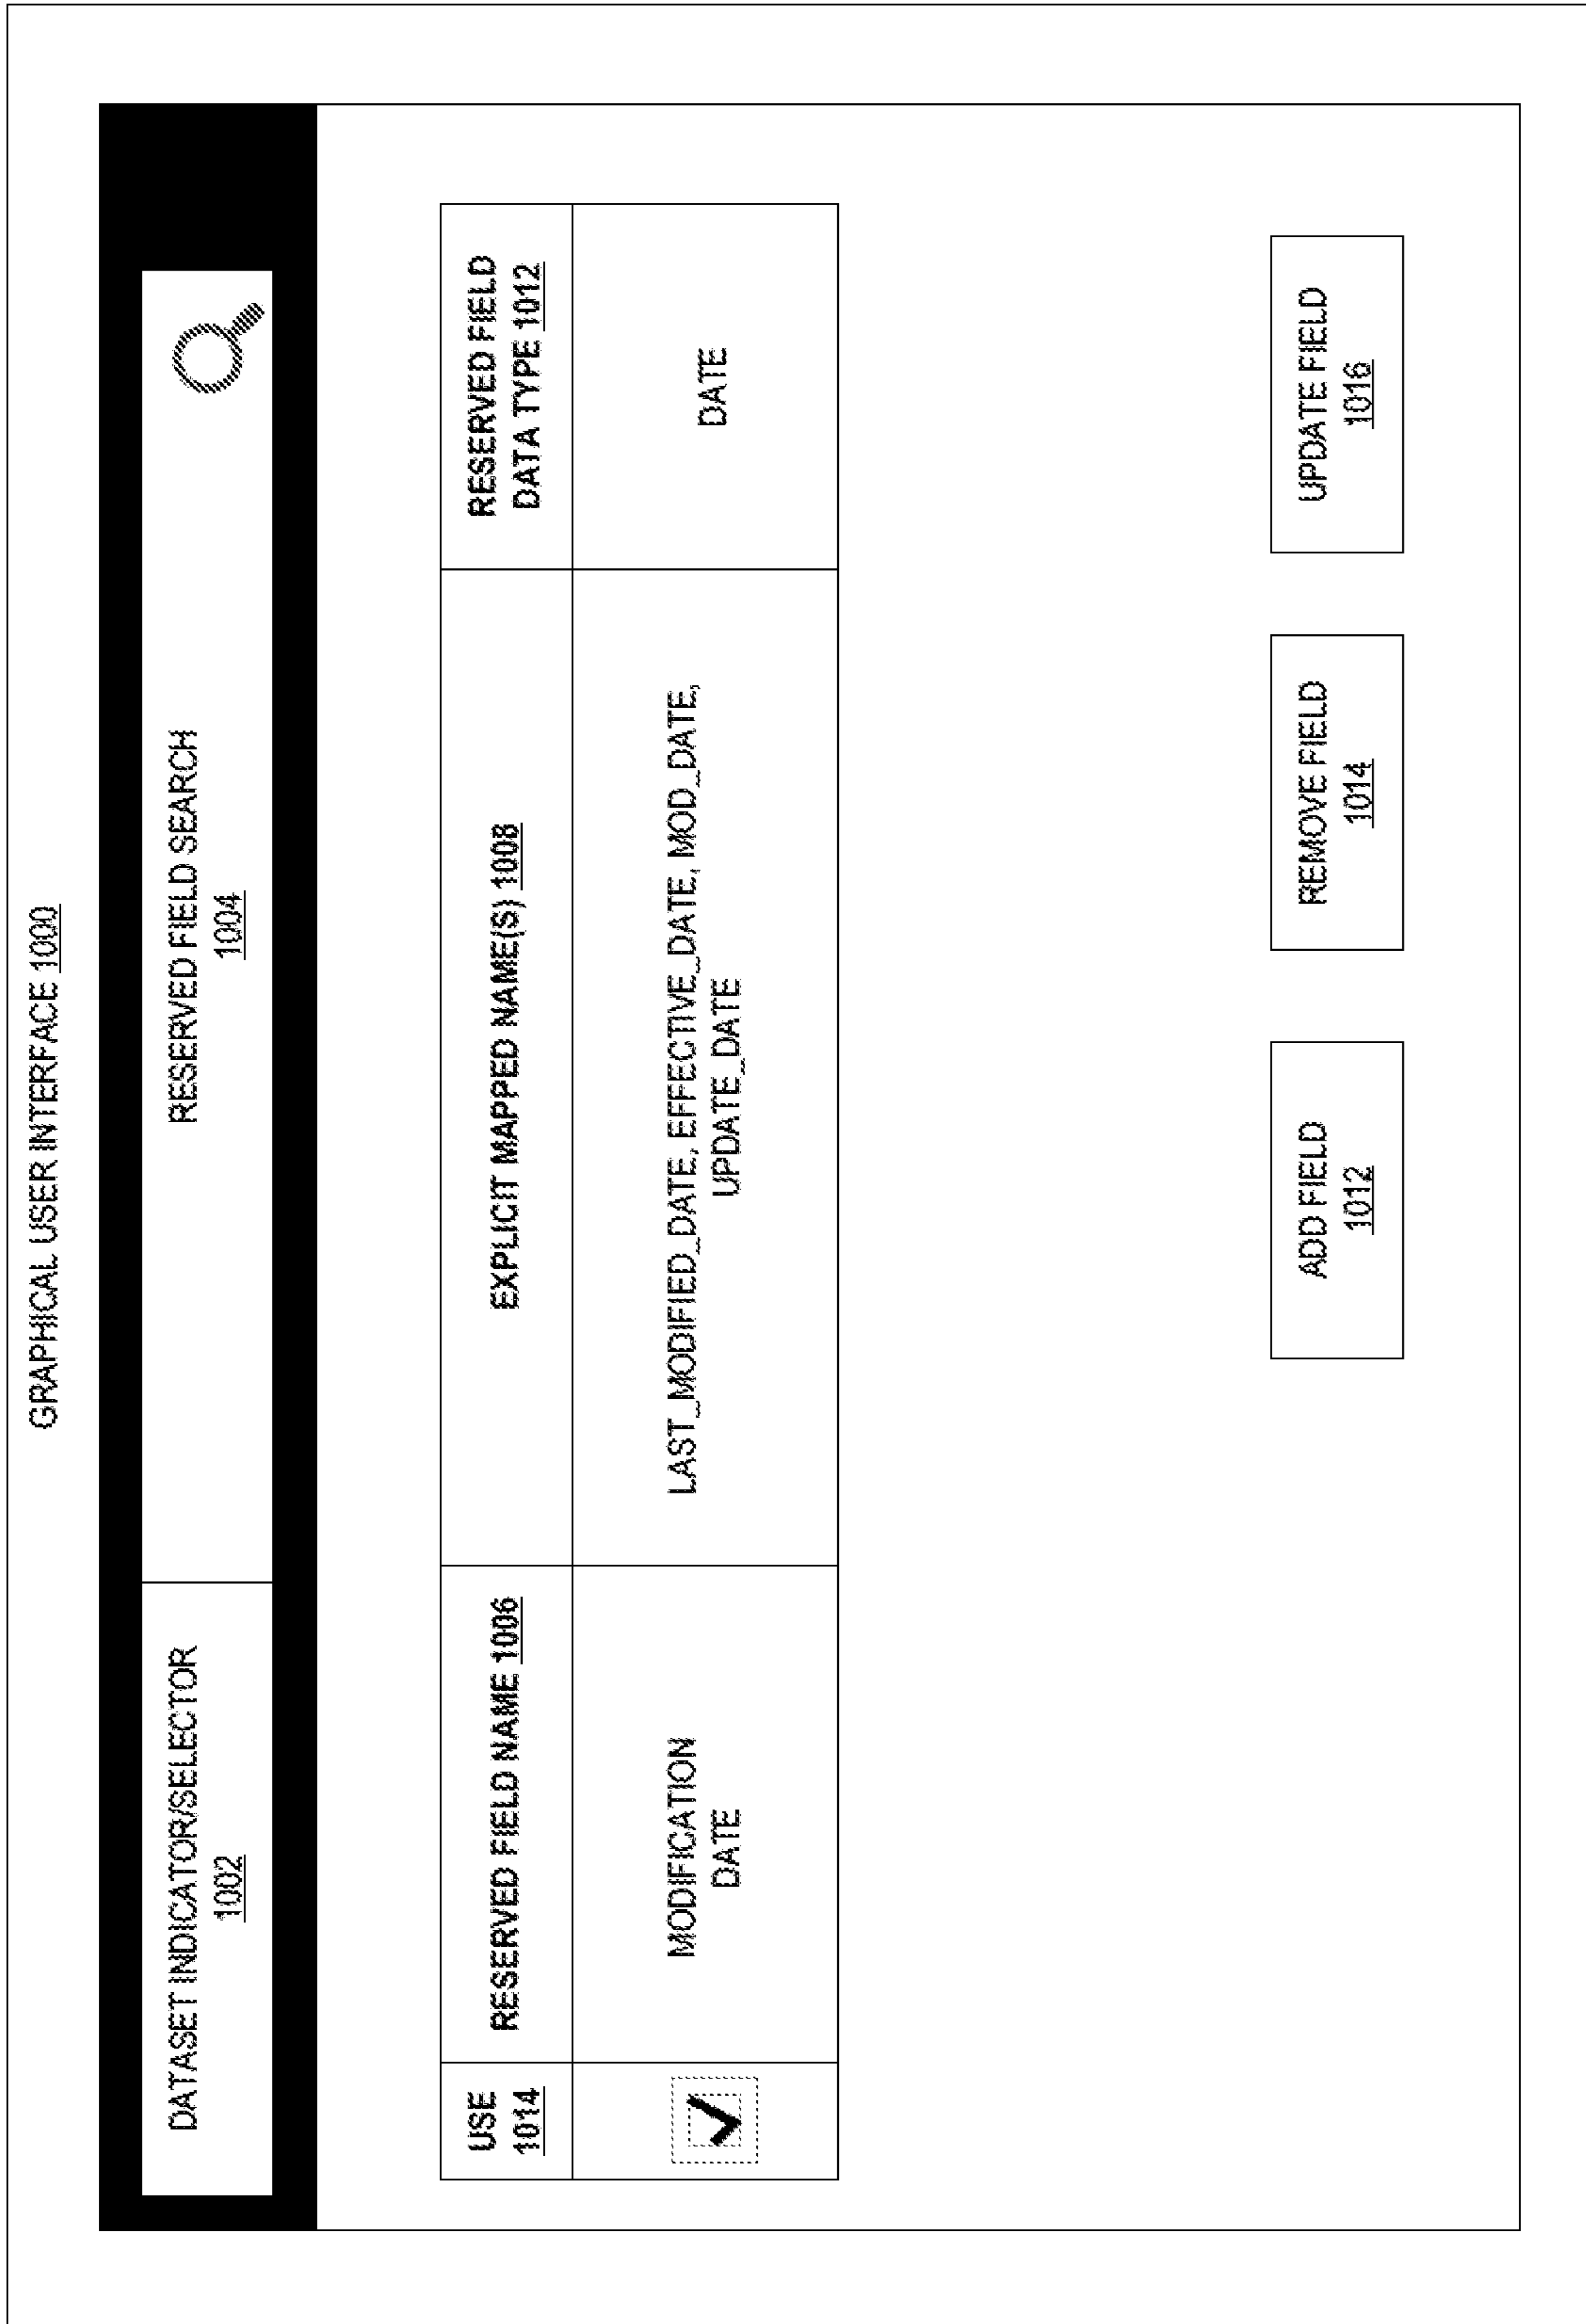 GRAPHICAL USER INTERFACE 1000
DATASET INDICATOR/SELECTOR
1002
RESERVED FIELD SEARCH
1004
USE
1014
RESERVED FIELD NAME 1006
EXPLICIT MAPPED NAME(S) 1008
RESERVED FIELD
DATA TYPE 1012
MODIFICATION
DATE
LAST_MODIFIED_DATE, EFFECTIVE_DATE, MOD_DATE,
UPDATE_DATE
DATE
ADD FIELD
1012
REMOVE FIELD
1014
UPDATE FIELD
1016